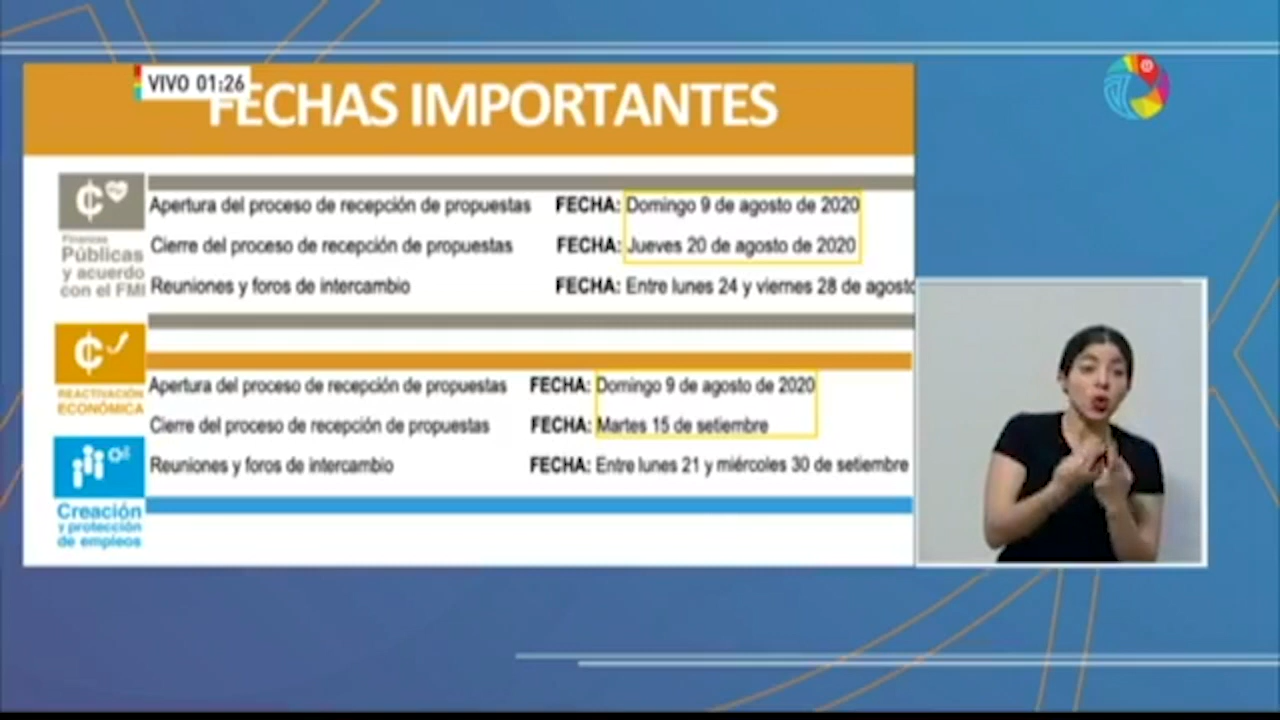 VIVO 01:26
FECHAS IMPORTANTES
Apertura del proceso de recepción de propuestas FECHA: Domingo 9 de agosto de 2020
Cierre del proceso de recepción de propuestas FECHA: Jueves 20 de agosto de 2020
Reuniones y foros de intercambio FECHA: Entre lunes 24 y viernes 28 de agosto
Finanzas
Públicas
y acuerdo
con el FMI
Apertura del proceso de recepción de propuestas FECHA: Domingo 9 de agosto de 2020
Cierre del proceso de recepción de propuestas FECHA: Martes 15 de setiembre
Reuniones y foros de intercambio FECHA: Entre lunes 21 y miércoles 30 de setiembre
REACTIVACIÓN
ECONÓMICA
Creación
y protección
de empleos